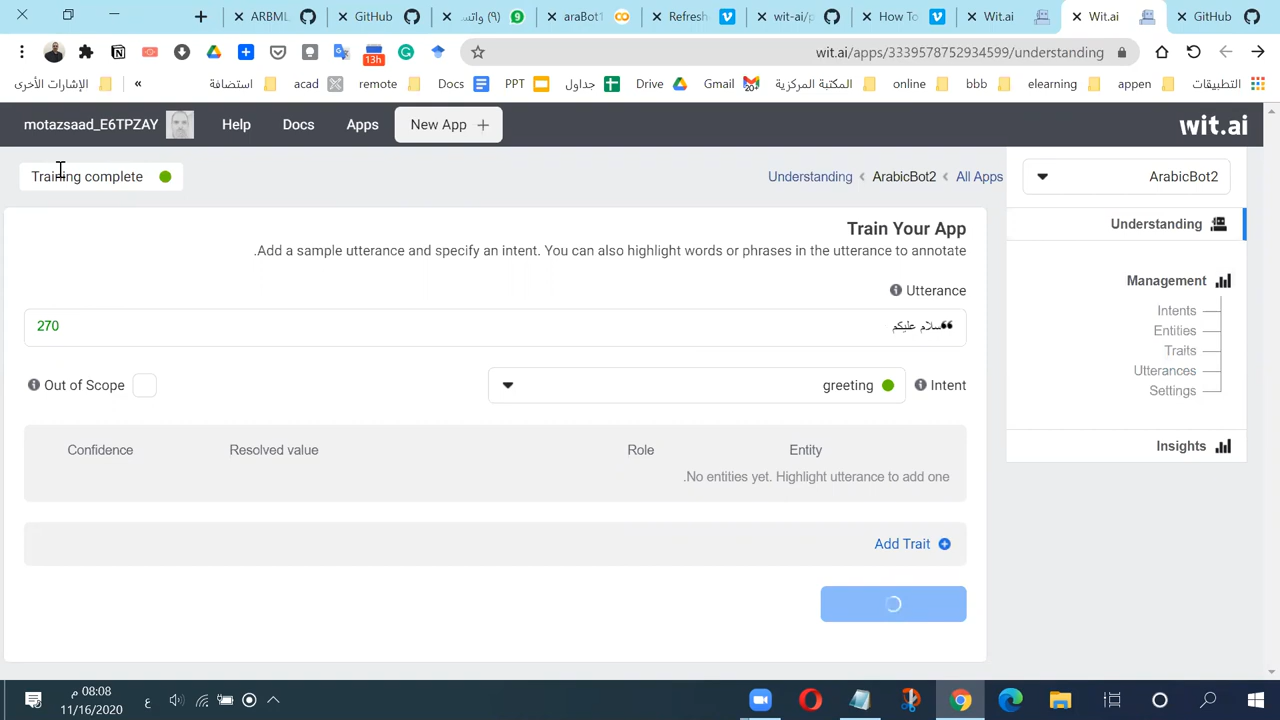 ARBML
GitHub
(٩) واتس
9
araBot1
Refresh
wit-ai/p
How To
Wit.ai
Wit.ai
GitHub
13h
wit.ai/apps/3339578752934599/understanding
الإشارات الأخرى
»
استضافة
acad
remote
Docs
PPT
جداول
Drive
Gmail
20+
المكتبة المركزية
online
bbb
elearning
appen
التطبيقات
motazsaad_E6TPZAY
Help
Docs
Apps
New App +
wit.ai
Training complete
Understanding < ArabicBot2 < All Apps
ArabicBot2
Understanding
Train Your App
.Add a sample utterance and specify an intent. You can also highlight words or phrases in the utterance to annotate
Management
Utterance
Intents
270
سلام عليكم
Entities
Traits
Utterances
Out of Scope
greeting
Intent
Settings
Confidence
Resolved value
Role
Entity
Insights
.No entities yet. Highlight utterance to add one
Add Trait
08:08 م
11/16/2020
ع